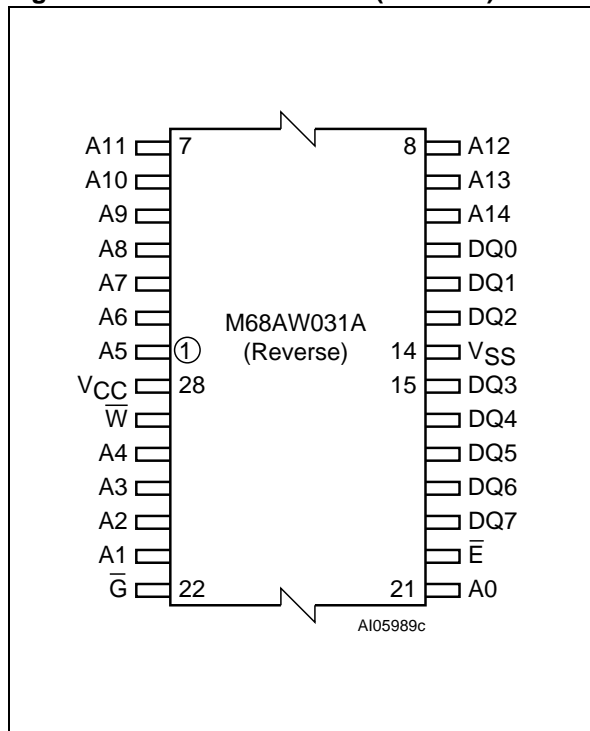 A11 7 8 A12
A10 A13
A9 A14
A8 DQ0
A7 DQ1
A6 DQ2
M68AW031A
A5 1 (Reverse) 14 VSS
VCC 28 15 DQ3
W̅ DQ4
A4 DQ5
A3 DQ6
A2 DQ7
A1 E̅
G̅ 22 21 A0
AI05989c